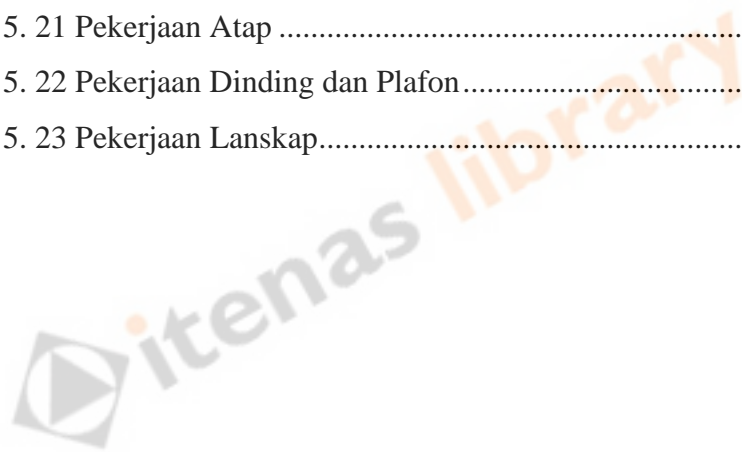 5. 21 Pekerjaan Atap ......................................................
5. 22 Pekerjaan Dinding dan Plafon.................................
5. 23 Pekerjaan Lanskap...................................................
itenas library